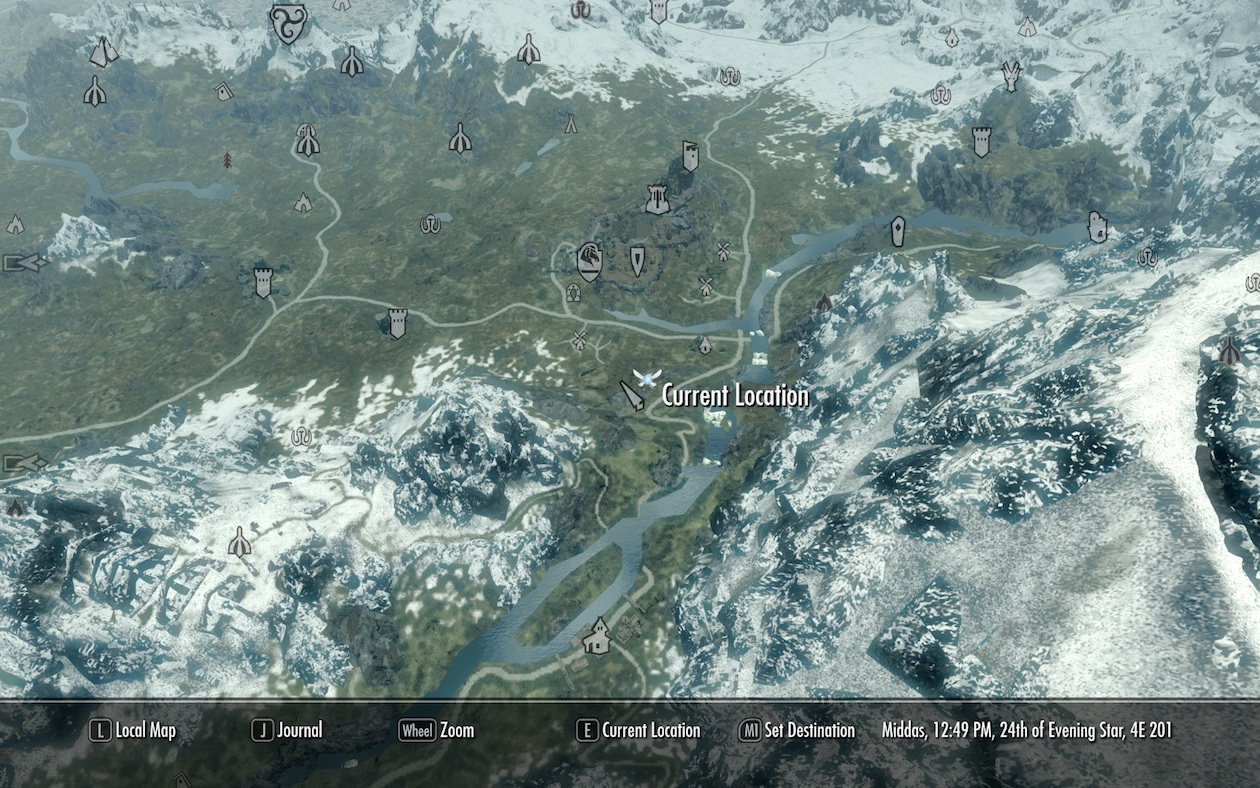 Current Location
L Local Map
J Journal
Wheel Zoom
E Current Location
M1 Set Destination
Middas, 12:49 PM, 24th of Evening Star, 4E 201